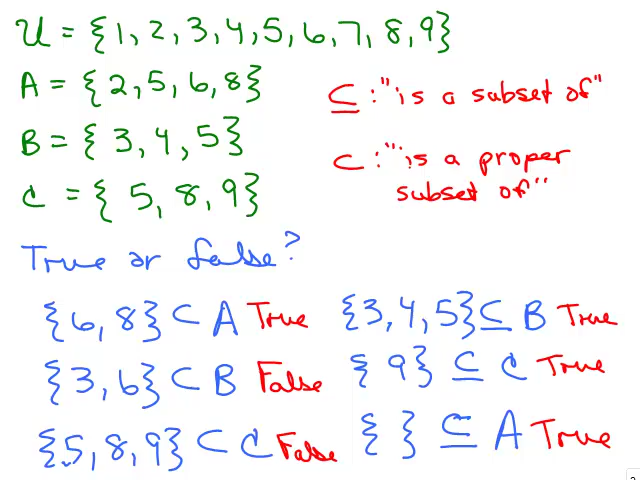 U = {1, 2, 3, 4, 5, 6, 7, 8, 9}
A = {2, 5, 6, 8}
⊆ : "is a subset of"
B = {3, 4, 5}
⊂ : "is a proper
subset of"
C = {5, 8, 9}
True or false?
{6, 8} ⊂ A True
{3, 4, 5} ⊆ B True
{3, 6} ⊂ B False
{9} ⊆ C True
{5, 8, 9} ⊂ C False
{ } ⊆ A True